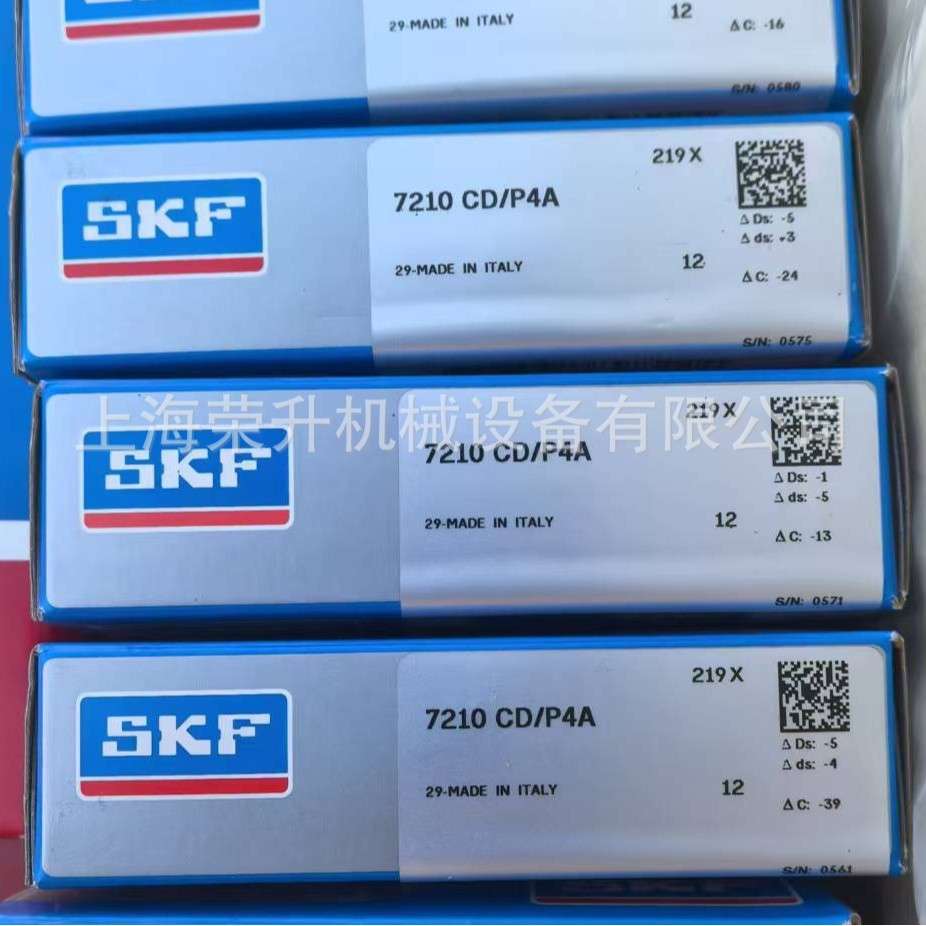 29-MADE IN ITALY
12
Δ C: -16
S/N: 0580
SKF
219 X
7210 CD/P4A
Δ Ds: -5
Δ ds: -3
29-MADE IN ITALY
12
Δ C: -24
S/N: 0575
上海荣升机械设备有限公司
SKF
219 X
7210 CD/P4A
Δ Ds: -1
Δ ds: -5
29-MADE IN ITALY
12
Δ C: -13
S/N: 0571
SKF
219 X
7210 CD/P4A
Δ Ds: -5
Δ ds: -4
29-MADE IN ITALY
12
Δ C: -39
S/N: 0561